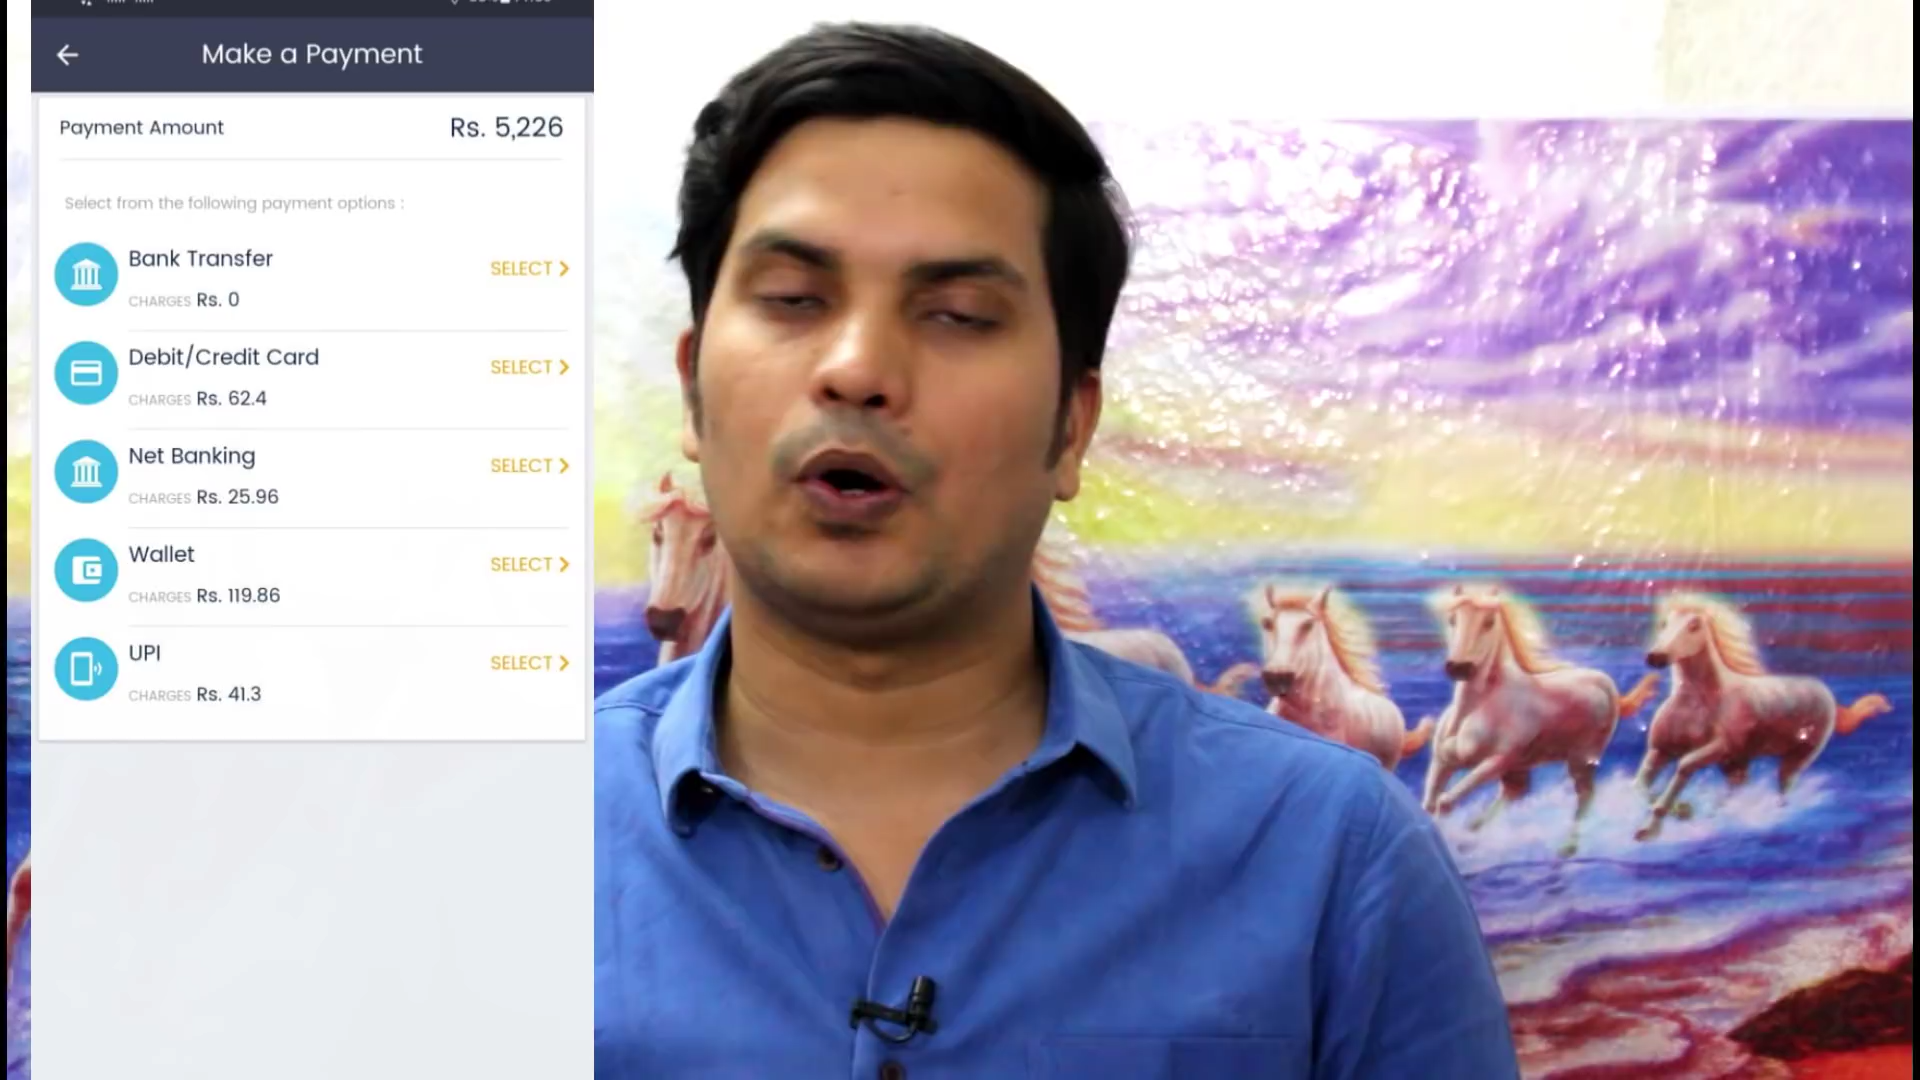 Make a Payment
Payment Amount Rs. 5,226
Select from the following payment options :
Bank Transfer
SELECT
CHARGES Rs. 0
Debit/Credit Card
SELECT
CHARGES Rs. 62.4
Net Banking
SELECT
CHARGES Rs. 25.96
Wallet
SELECT
CHARGES Rs. 119.86
UPI
SELECT
CHARGES Rs. 41.3